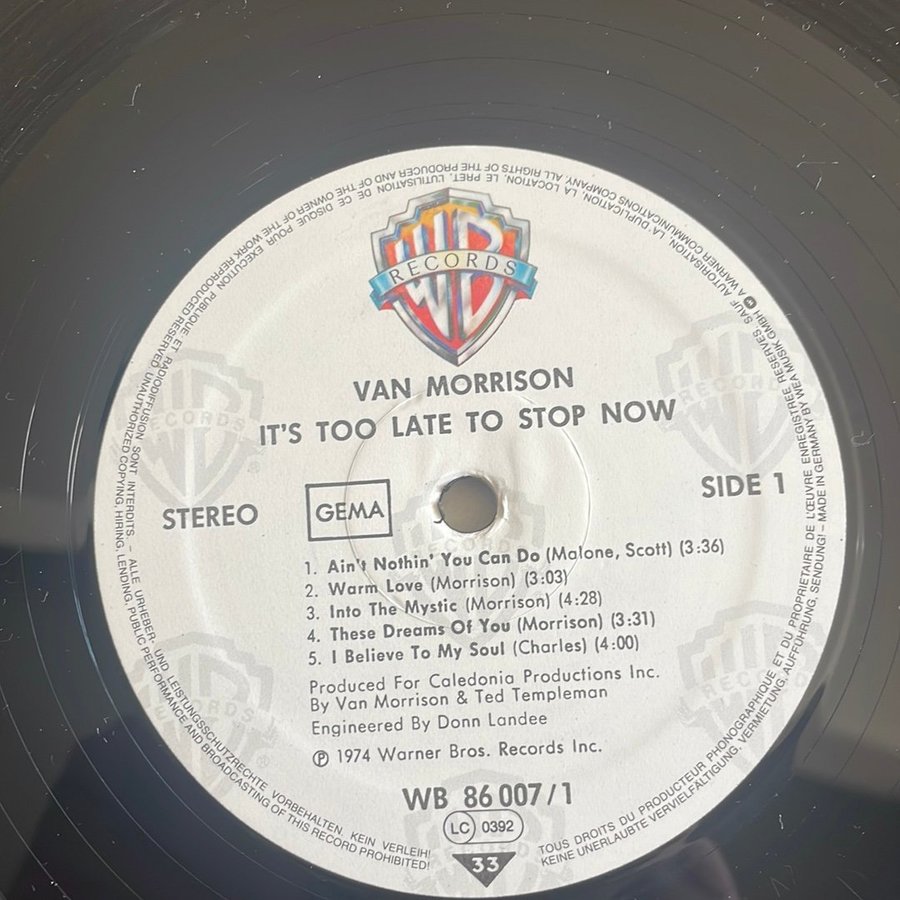 WB
RECORDS
VAN MORRISON
IT'S TOO LATE TO STOP NOW
STEREO
GEMA
SIDE 1
1. Ain't Nothin' You Can Do (Malone, Scott) (3:36)
2. Warm Love (Morrison) (3:03)
3. Into The Mystic (Morrison) (4:28)
4. These Dreams Of You (Morrison) (3:31)
5. I Believe To My Soul (Charles) (4:00)
Produced For Caledonia Productions Inc.
By Van Morrison & Ted Templeman
Engineered By Donn Landee
℗ 1974 Warner Bros. Records Inc.
WB 86 007/1
LC 0392
33
TOUS DROITS DU PRODUCTEUR PHONOGRAPHIQUE ET DU PROPRIETAIRE DE L'ŒUVRE ENREGISTREE RESERVES. SAUF AUTORISATION, LA DUPLICATION, LA LOCATION, LE PRET, L'UTILISATION DE CE DISQUE POUR EXECUTION PUBLIQUE ET RADIODIFFUSION SONT INTERDITS. – ALLE URHEBER- UND LEISTUNGSSCHUTZRECHTE VORBEHALTEN. KEIN VERLEIH!
KEINE UNERLAUBTE VERVIELFÄLTIGUNG, VERMIETUNG, AUFFÜHRUNG, SENDUNG! – MADE IN GERMANY BY WEA MUSIK GMBH A WARNER COMMUNICATIONS COMPANY. ALL RIGHTS OF THE PRODUCER AND OF THE OWNER OF THE WORK REPRODUCED RESERVED UNAUTHORIZED COPYING, HIRING, LENDING, PUBLIC PERFORMANCE AND BROADCASTING OF THIS RECORD PROHIBITED!